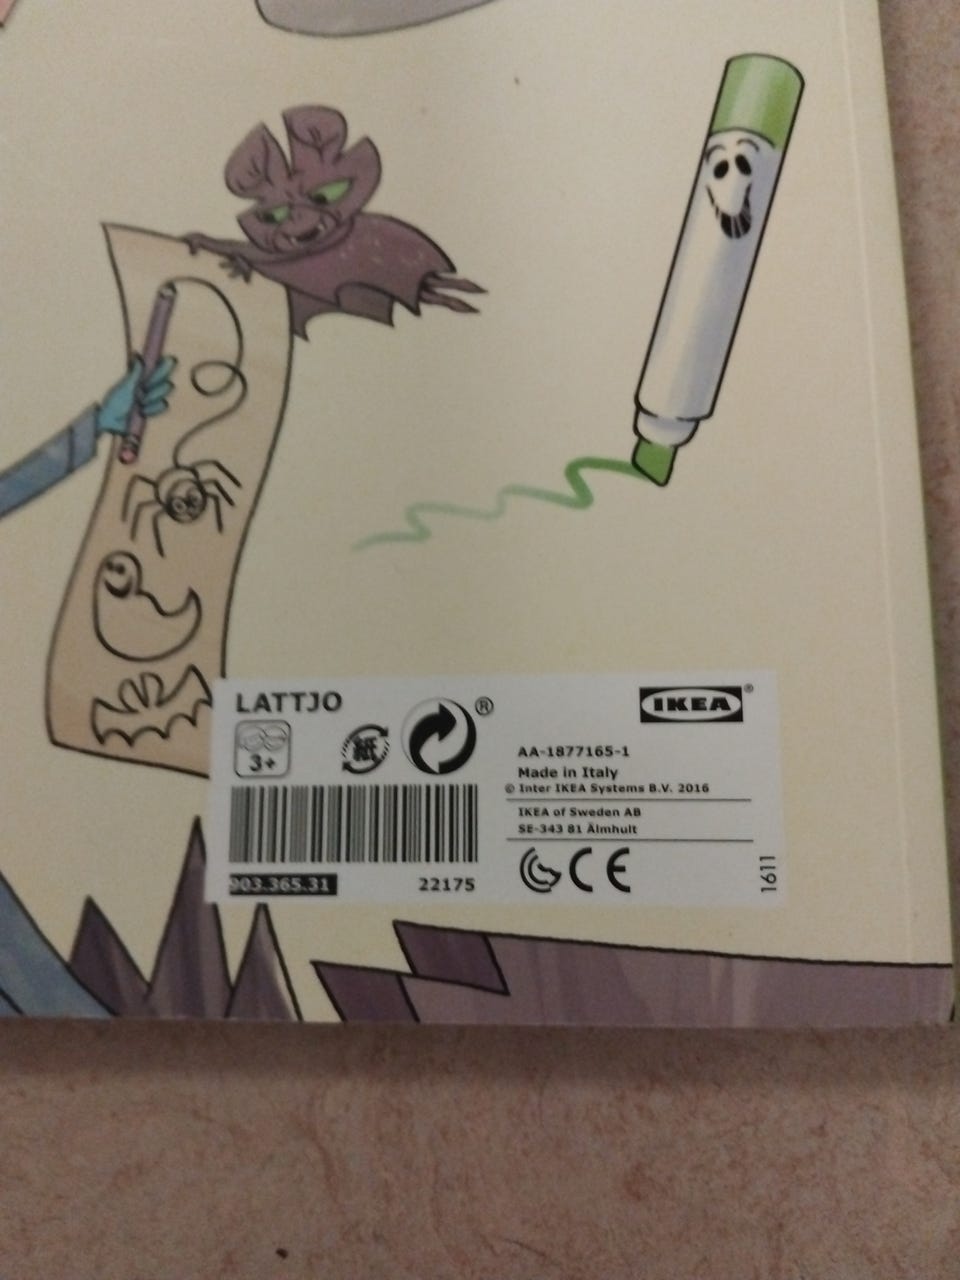 LATTJO
IKEA®
3+
紙
®
AA-1877165-1
Made in Italy
© Inter IKEA Systems B.V. 2016
IKEA of Sweden AB
SE-343 81 Älmhult
CE
903.365.31
22175
1611